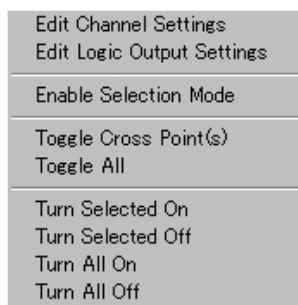 Edit Channel Settings
Edit Logic Output Settings
Enable Selection Mode
Toggle Cross Point(s)
Toggle All
Turn Selected On
Turn Selected Off
Turn All On
Turn All Off